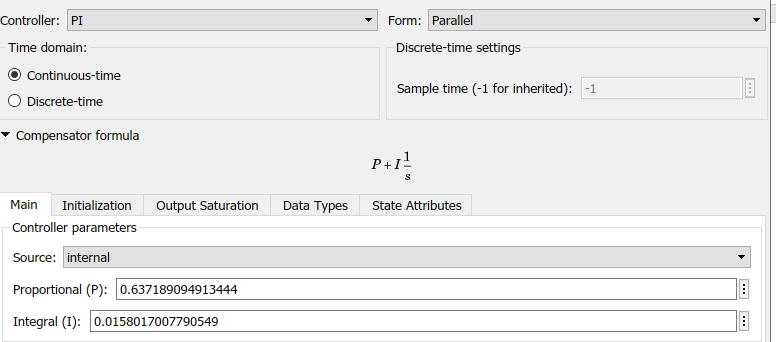 Controller: PI Form: Parallel
Time domain: Discrete-time settings
Continuous-time
Sample time (-1 for inherited): -1
Discrete-time
Compensator formula
P + I 1/s
Main Initialization Output Saturation Data Types State Attributes
Controller parameters
Source: internal
Proportional (P): 0.637189094913444
Integral (I): 0.0158017007790549